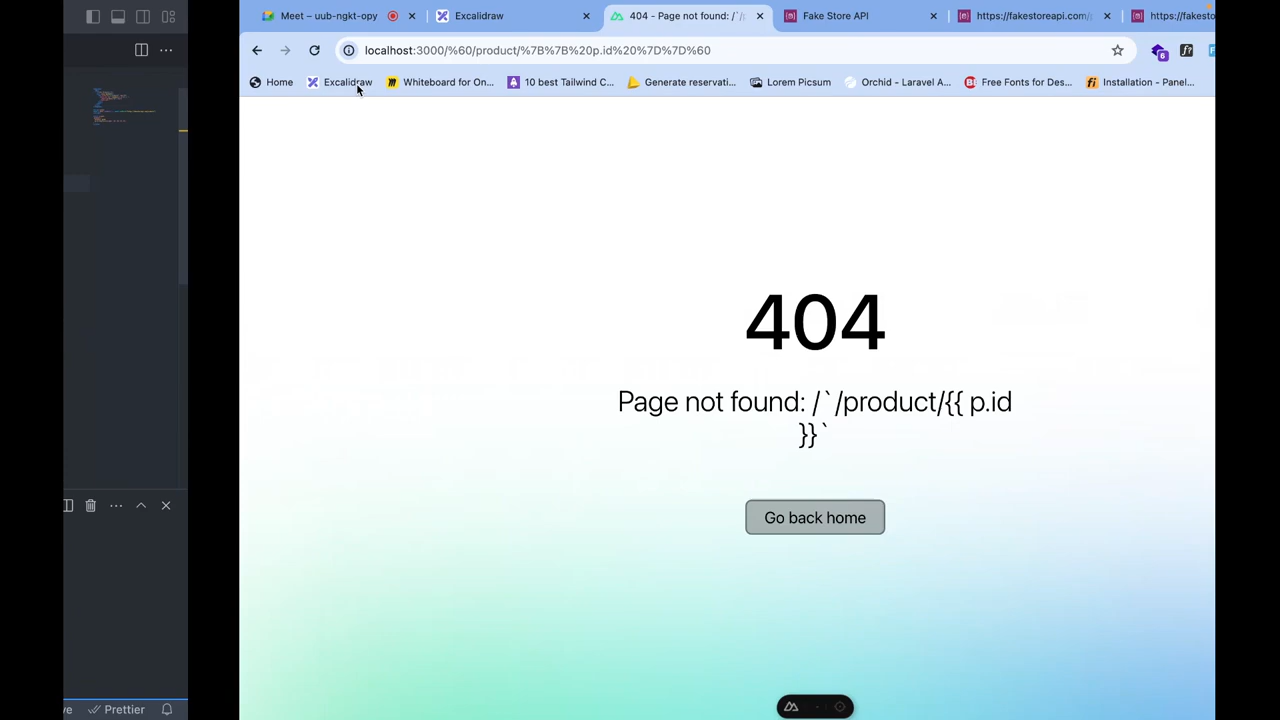 Meet – uub-ngkt-opy
Excalidraw
404 - Page not found: /`/
Fake Store API
https://fakestoreapi.com/
https://fakesto
localhost:3000/%60/product/%7B%7B%20p.id%20%7D%7D%60
6
f?
Home
Excalidraw
Whiteboard for On...
10 best Tailwind C...
Generate reservati...
Lorem Picsum
Orchid - Laravel A...
Free Fonts for Des...
Installation - Panel...
404
Page not found: /`/product/{{ p.id
}}`
Go back home
ve
Prettier